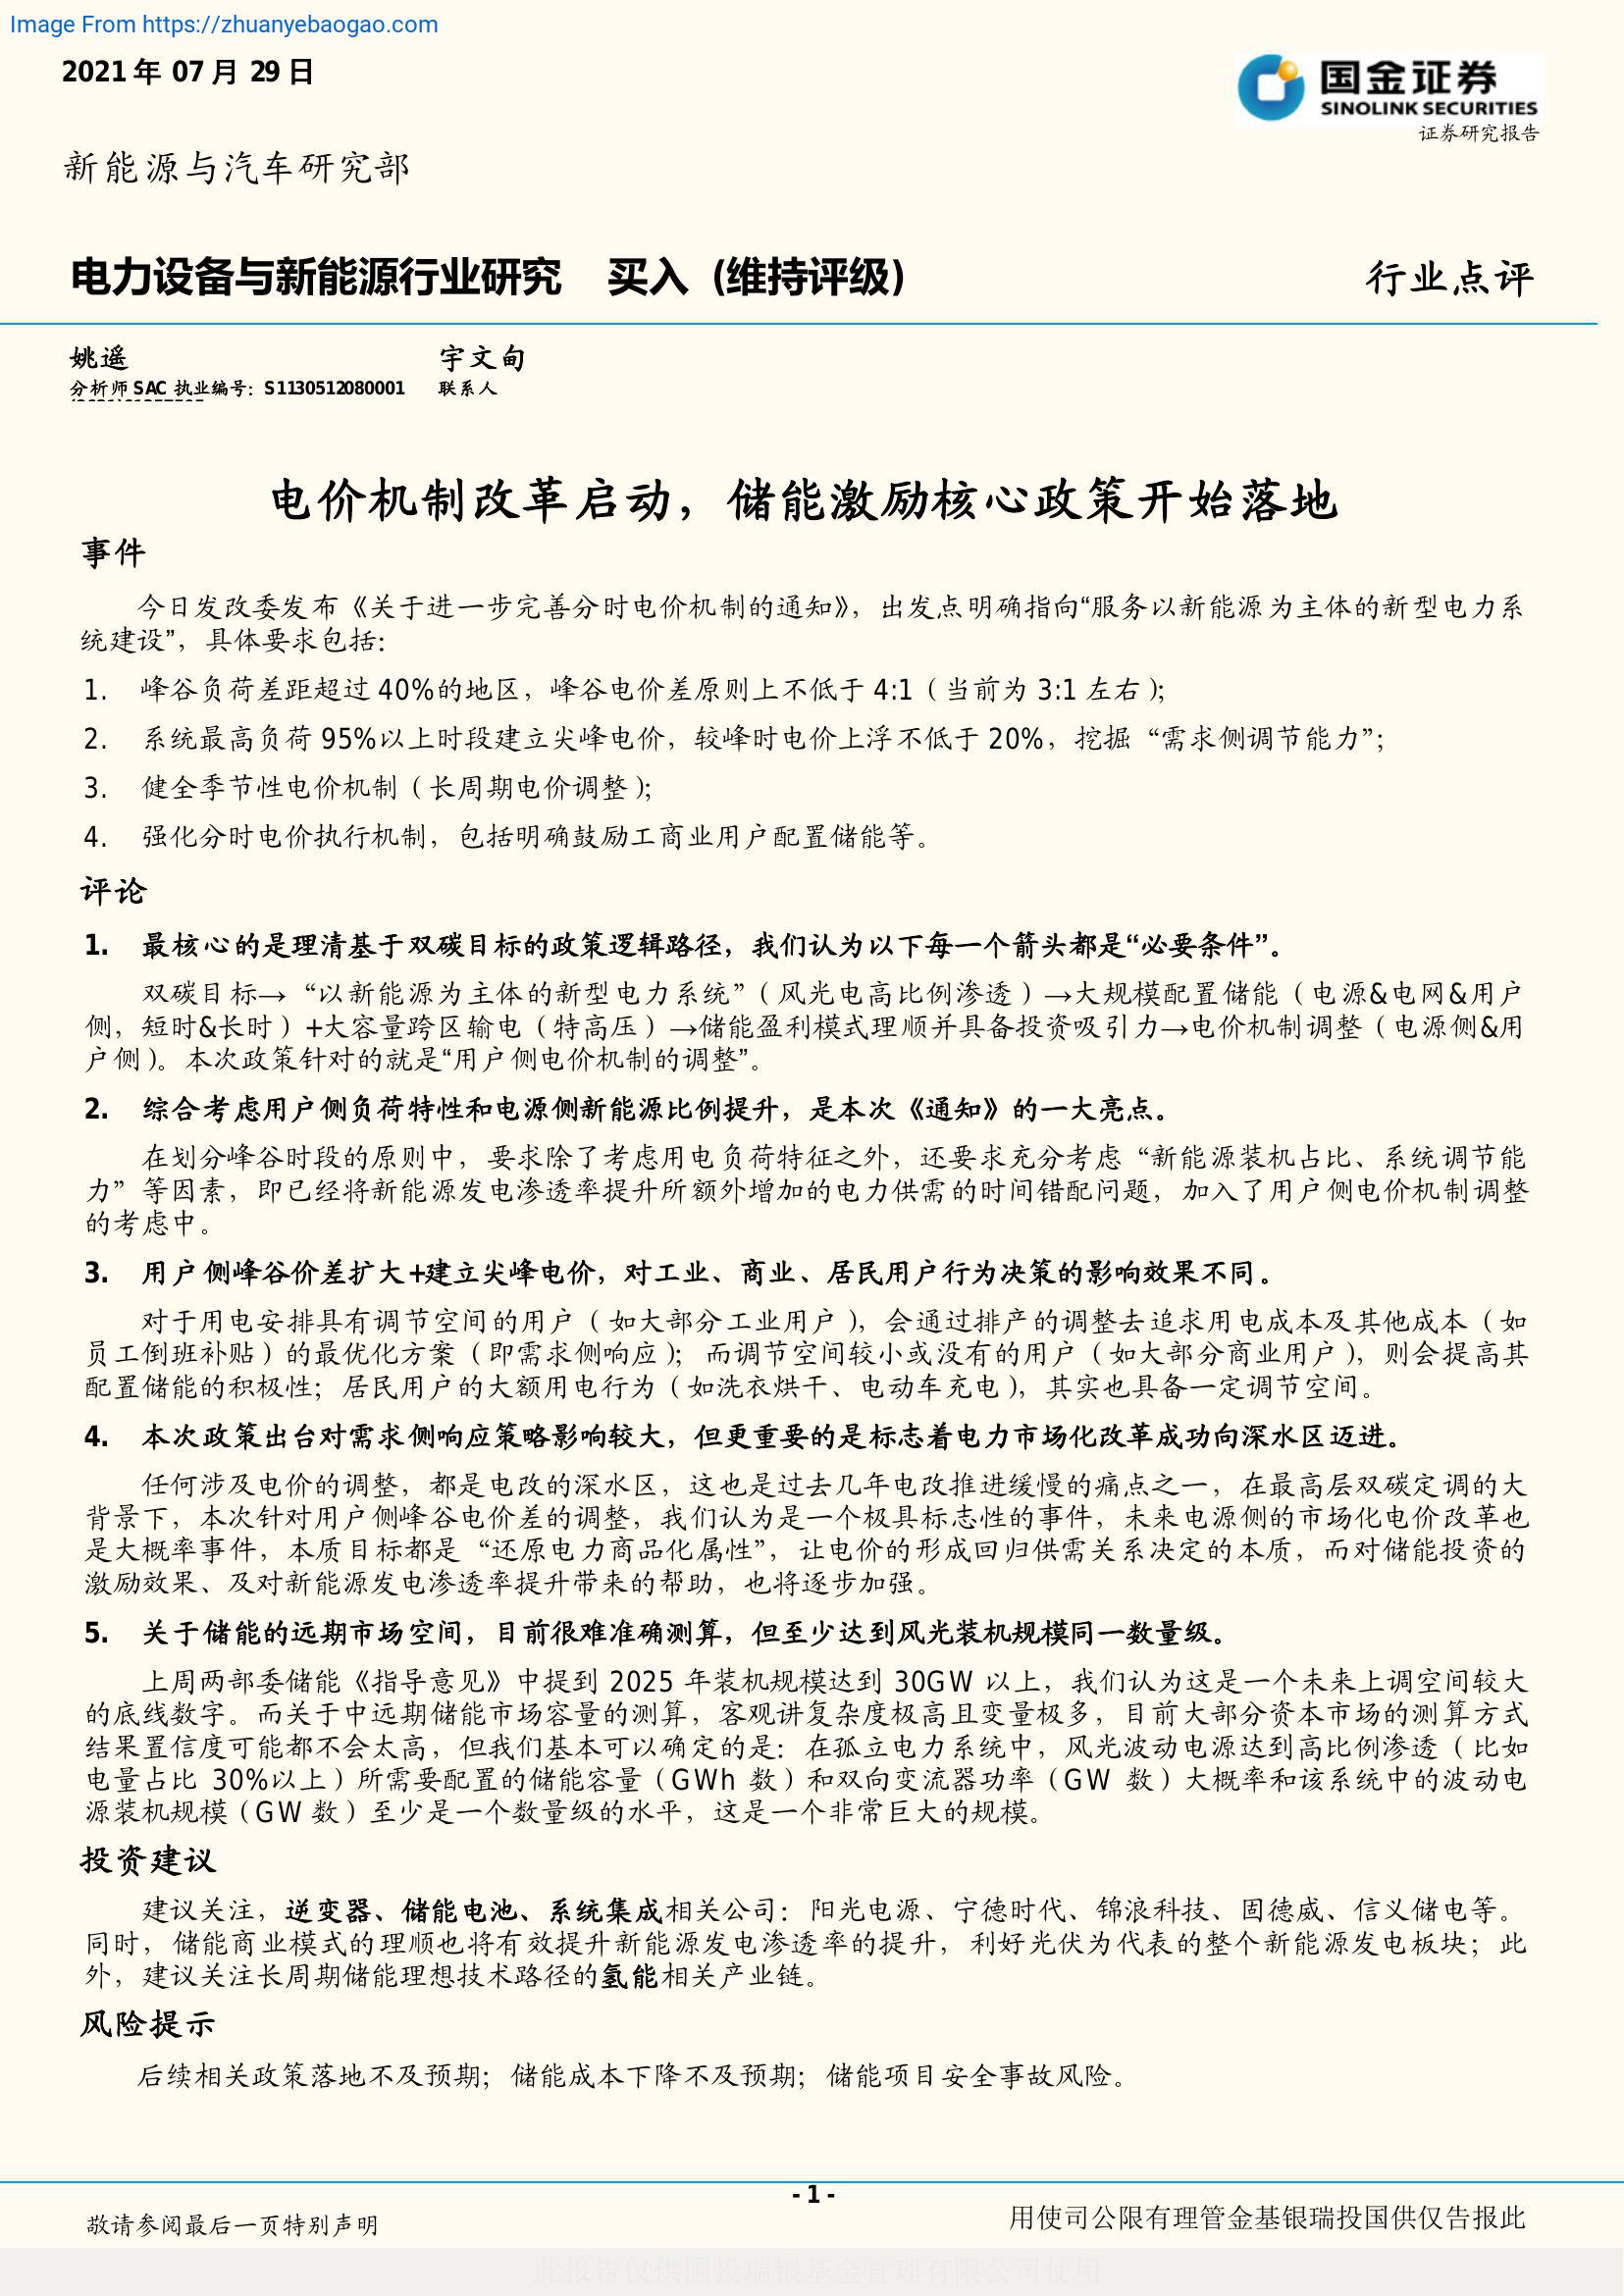 Image From https://zhuanyebaogao.com
2021 年 07 月 29 日
国金证券
SINOLINK SECURITIES
证券研究报告
新能源与汽车研究部
电力设备与新能源行业研究 买入 (维持评级)
行业点评
姚遥
宇文甸
分析师 SAC 执业编号：S1130512080001
联系人
电价机制改革启动，储能激励核心政策开始落地
事件
今日发改委发布《关于进一步完善分时电价机制的通知》，出发点明确指向“服务以新能源为主体的新型电力系
统建设”，具体要求包括：
1. 峰谷负荷差距超过 40%的地区，峰谷电价差原则上不低于 4:1（当前为 3:1 左右）；
2. 系统最高负荷 95%以上时段建立尖峰电价，较峰时电价上浮不低于 20%，挖掘“需求侧调节能力”；
3. 健全季节性电价机制（长周期电价调整）；
4. 强化分时电价执行机制，包括明确鼓励工商业用户配置储能等。
评论
1. 最核心的是理清基于双碳目标的政策逻辑路径，我们认为以下每一个箭头都是“必要条件”。
双碳目标→“以新能源为主体的新型电力系统”（风光电高比例渗透）→大规模配置储能（电源&电网&用户
侧，短时&长时）+大容量跨区输电（特高压）→储能盈利模式理顺并具备投资吸引力→电价机制调整（电源侧&用
户侧）。本次政策针对的就是“用户侧电价机制的调整”。
2. 综合考虑用户侧负荷特性和电源侧新能源比例提升，是本次《通知》的一大亮点。
在划分峰谷时段的原则中，要求除了考虑用电负荷特征之外，还要求充分考虑“新能源装机占比、系统调节能
力”等因素，即已经将新能源发电渗透率提升所额外增加的电力供需的时间错配问题，加入了用户侧电价机制调整
的考虑中。
3. 用户侧峰谷价差扩大+建立尖峰电价，对工业、商业、居民用户行为决策的影响效果不同。
对于用电安排具有调节空间的用户（如大部分工业用户），会通过排产的调整去追求用电成本及其他成本（如
员工倒班补贴）的最优化方案（即需求侧响应）；而调节空间较小或没有的用户（如大部分商业用户），则会提高其
配置储能的积极性；居民用户的大额用电行为（如洗衣烘干、电动车充电），其实也具备一定调节空间。
4. 本次政策出台对需求侧响应策略影响较大，但更重要的是标志着电力市场化改革成功向深水区迈进。
任何涉及电价的调整，都是电改的深水区，这也是过去几年电改推进缓慢的痛点之一，在最高层双碳定调的大
背景下，本次针对用户侧峰谷电价差的调整，我们认为是一个极具标志性的事件，未来电源侧的市场化电价改革也
是大概率事件，本质目标都是“还原电力商品化属性”，让电价的形成回归供需关系决定的本质，而对储能投资的
激励效果、及对新能源发电渗透率提升带来的帮助，也将逐步加强。
5. 关于储能的远期市场空间，目前很难准确测算，但至少达到风光装机规模同一数量级。
上周两部委储能《指导意见》中提到 2025 年装机规模达到 30GW 以上，我们认为这是一个未来上调空间较大
的底线数字。而关于中远期储能市场容量的测算，客观讲复杂度极高且变量极多，目前大部分资本市场的测算方式
结果置信度可能都不会太高，但我们基本可以确定的是：在孤立电力系统中，风光波动电源达到高比例渗透（比如
电量占比 30%以上）所需要配置的储能容量（GWh 数）和双向变流器功率（GW 数）大概率和该系统中的波动电
源装机规模（GW 数）至少是一个数量级的水平，这是一个非常巨大的规模。
投资建议
建议关注，逆变器、储能电池、系统集成相关公司：阳光电源、宁德时代、锦浪科技、固德威、信义储电等。
同时，储能商业模式的理顺也将有效提升新能源发电渗透率的提升，利好光伏为代表的整个新能源发电板块；此
外，建议关注长周期储能理想技术路径的氢能相关产业链。
风险提示
后续相关政策落地不及预期；储能成本下降不及预期；储能项目安全事故风险。
- 1 -
敬请参阅最后一页特别声明
用使司公限有理管金基银瑞投国供仅告报此
此报告仅供国投瑞银基金管理有限公司使用